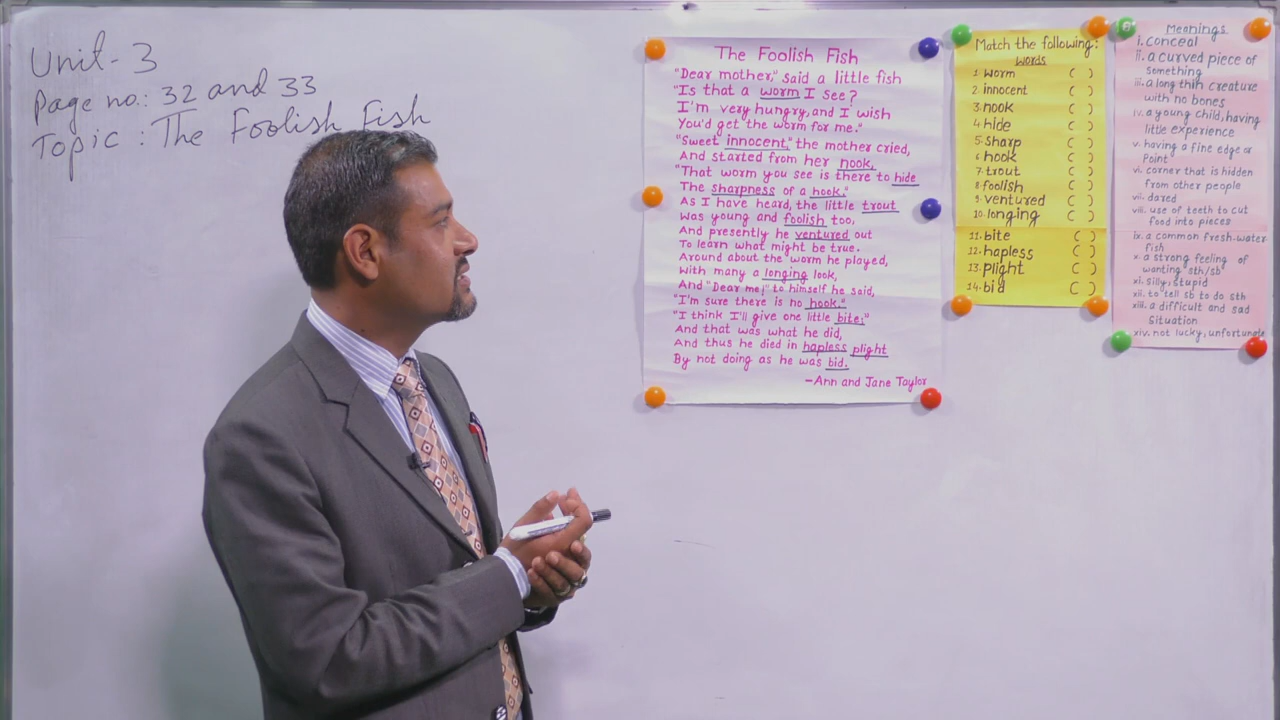 Unit-3
Page no.: 32 and 33
Topic : The Foolish Fish
The Foolish Fish
"Dear mother," said a little fish
"Is that a worm I see?
I'm very hungry, and I wish
You'd get the worm for me."
"Sweet innocent," the mother cried,
And started from her nook,
"That worm you see is there to hide
The sharpness of a hook."
As I have heard, the little trout
Was young and foolish too,
And presently he ventured out
To learn what might be true.
Around about the worm he played,
With many a longing look,
And "Dear me," to himself he said,
"I'm sure there is no hook."
"I think I'll give one little bite;"
And that was what he did,
And thus he died in hapless plight
By not doing as he was bid.
-Ann and Jane Taylor
Match the following:
Words
1. worm ( )
2. innocent ( )
3. nook ( )
4. hide ( )
5. sharp ( )
6. hook ( )
7. trout ( )
8. foolish ( )
9. ventured ( )
10. longing ( )
11. bite ( )
12. hapless ( )
13. plight ( )
14. bid ( )
Meanings
i. conceal
ii. a curved piece of
something
iii. a long thin creature
with no bones
iv. a young child, having
little experience
v. having a fine edge or
Point
vi. corner that is hidden
from other people
vii. dared
viii. use of teeth to cut
food into pieces
ix. a common fresh-water
fish
x. a strong feeling of
wanting sth/sb
xi. silly, stupid
xii. to tell sb to do sth
xiii. a difficult and sad
Situation
xiv. not lucky, unfortunate